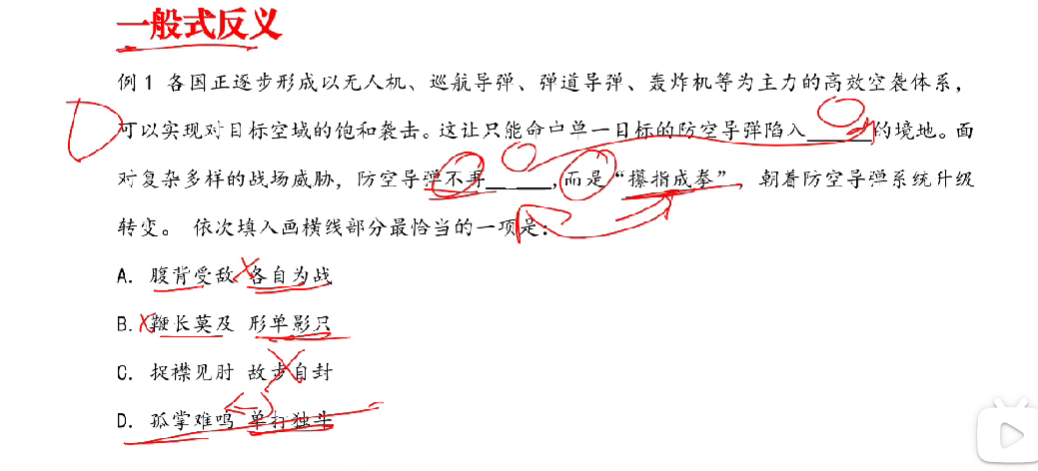 一般式反义
例1 各国正逐步形成以无人机、巡航导弹、弹道导弹、轰炸机等为主力的高效空袭体系，
可以实现对目标空域的饱和袭击。这让只能命中单一目标的防空导弹陷入______的境地。面
对复杂多样的战场威胁，防空导弹不再______，而是“攥指成拳”，朝着防空导弹系统升级
转变。 依次填入画横线部分最恰当的一项是：
A. 腹背受敌 各自为战
B. 鞭长莫及 形单影只
C. 捉襟见肘 故步自封
D. 孤掌难鸣 单打独斗